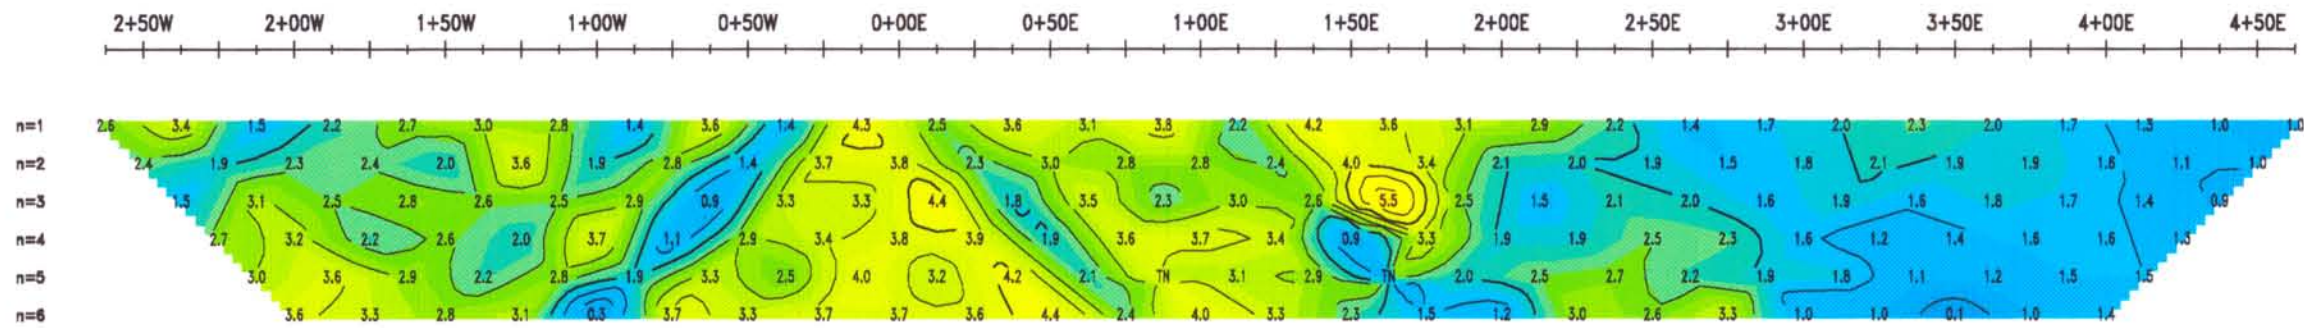 2+50W 2+00W 1+50W 1+00W 0+50W 0+00E 0+50E 1+00E 1+50E 2+00E 2+50E 3+00E 3+50E 4+00E 4+50E
n=1 2.6 3.4 1.5 2.2 2.7 3.0 2.8 1.4 3.6 1.4 4.3 2.5 3.6 3.1 3.8 2.2 4.2 3.6 3.1 2.9 2.2 1.4 1.7 2.0 2.3 2.0 1.7 1.3 1.0 1.0
n=2 2.4 1.9 2.3 2.4 2.0 3.6 1.9 2.8 1.4 3.7 3.8 2.3 3.0 2.8 2.8 2.4 4.0 3.4 2.1 2.0 1.9 1.5 1.8 2.1 1.9 1.9 1.6 1.1 1.0
n=3 1.5 3.1 2.5 2.8 2.6 2.5 2.9 0.9 3.3 3.3 4.4 1.8 3.5 2.3 3.0 2.6 5.5 2.5 1.5 2.1 2.0 1.6 1.9 1.6 1.8 1.7 1.4 0.9
n=4 2.7 3.2 2.2 2.6 2.0 3.7 1.1 2.9 3.4 3.8 3.9 1.9 3.6 3.7 3.4 0.9 3.3 1.9 1.9 2.5 2.3 1.6 1.2 1.4 1.6 1.6 1.3
n=5 3.0 3.6 2.9 2.2 2.8 1.9 3.3 2.5 4.0 3.2 4.2 2.1 TN 3.1 2.9 TN 2.0 2.5 2.7 2.2 1.9 1.8 1.1 1.2 1.5 1.5
n=6 3.6 3.3 2.8 3.1 0.3 3.7 3.3 3.7 3.7 3.6 4.4 2.4 4.0 3.3 2.3 1.5 1.2 3.0 2.6 3.3 1.0 1.0 0.1 1.0 1.4